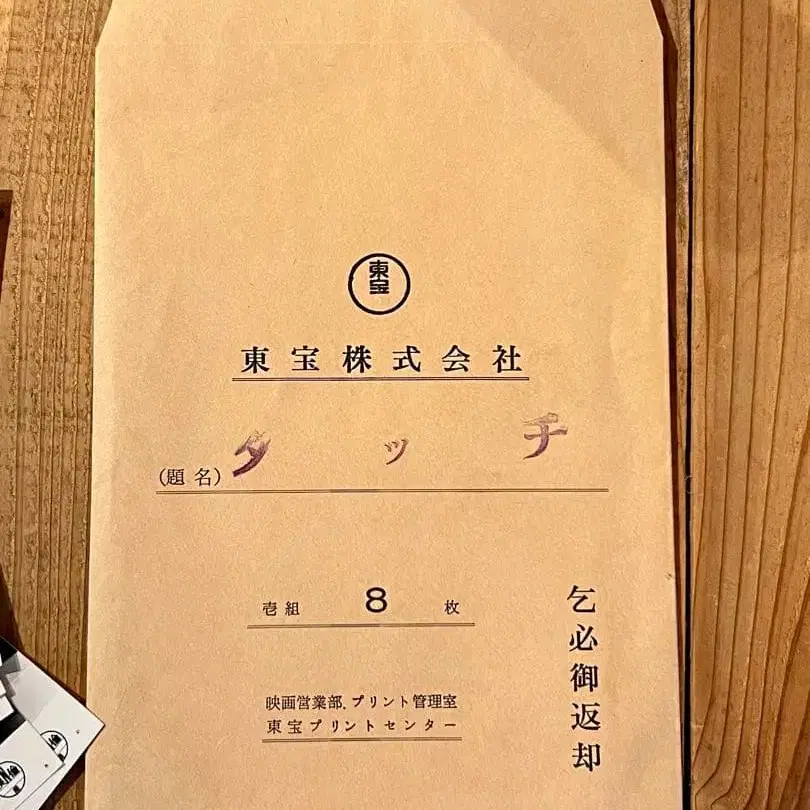 東宝
東宝株式会社
(題名) タッチ
壱組 8 枚
映画営業部.プリント管理室
東宝プリントセンター
乞必御返却